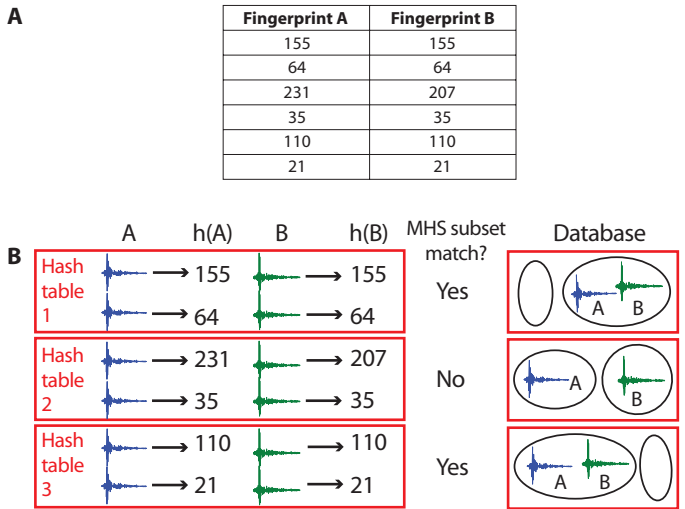 A
Fingerprint A Fingerprint B
155 155
64 64
231 207
35 35
110 110
21 21
B
A h(A) B h(B) MHS subset match? Database
Hash table 1
155 155
64 64
Yes
A B
Hash table 2
231 207
35 35
No
A
B
Hash table 3
110 110
21 21
Yes
A B